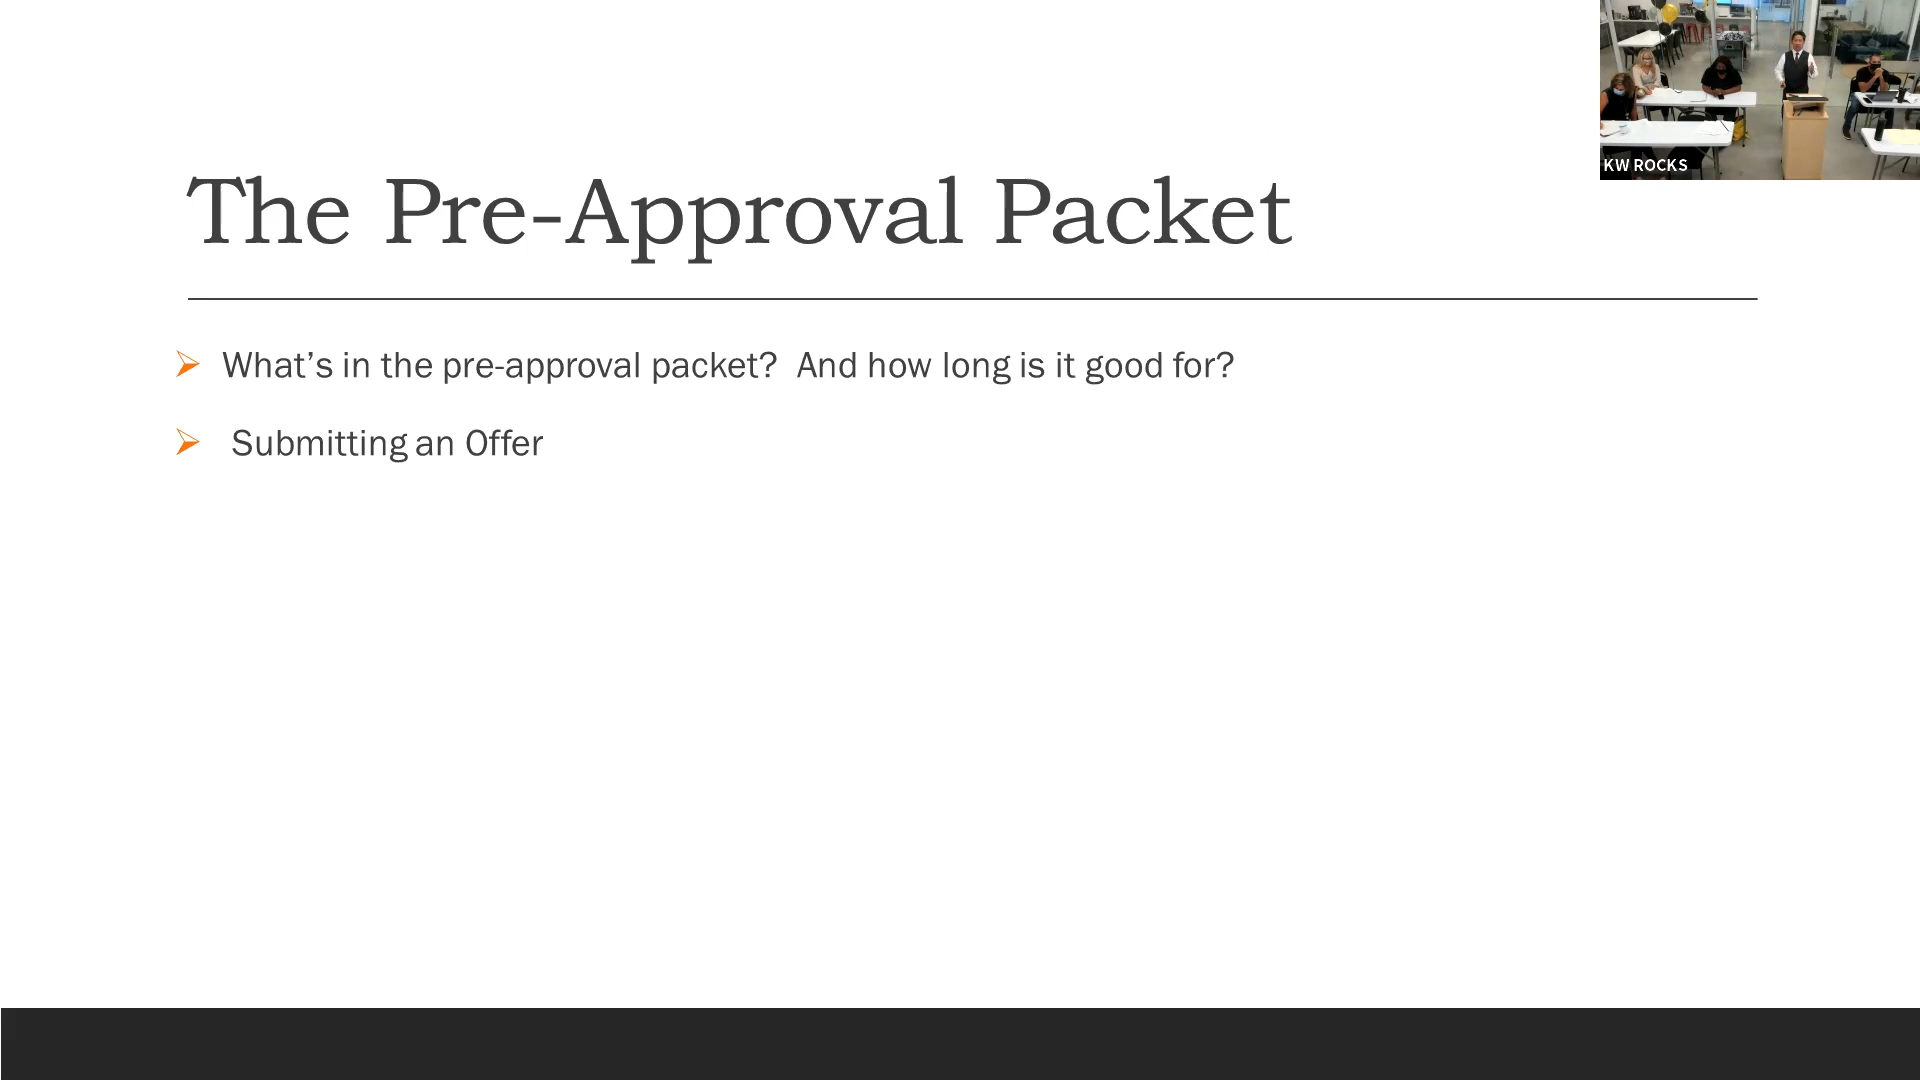 The Pre-Approval Packet
What’s in the pre-approval packet?  And how long is it good for?
Submitting an Offer
KW ROCKS